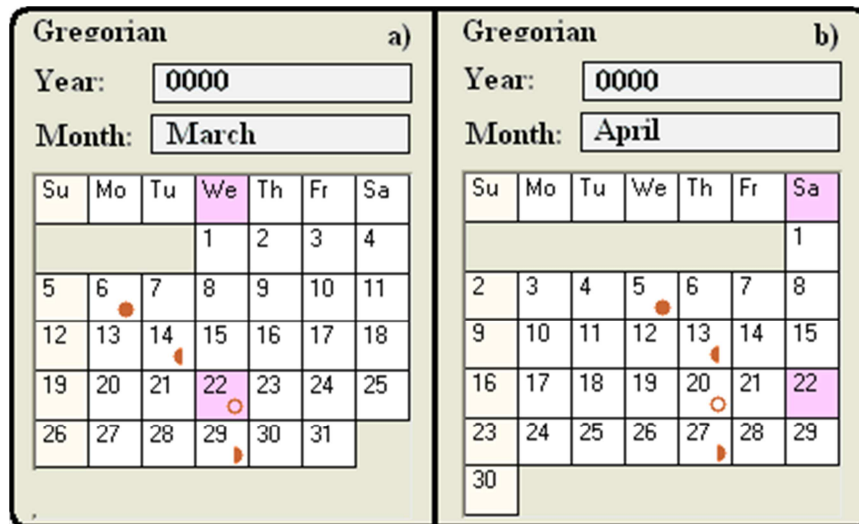 Gregorian a)
Year: 0000
Month: March
Su Mo Tu We Th Fr Sa
1 2 3 4
5 6 7 8 9 10 11
12 13 14 15 16 17 18
19 20 21 22 23 24 25
26 27 28 29 30 31
Gregorian b)
Year: 0000
Month: April
Su Mo Tu We Th Fr Sa
1
2 3 4 5 6 7 8
9 10 11 12 13 14 15
16 17 18 19 20 21 22
23 24 25 26 27 28 29
30